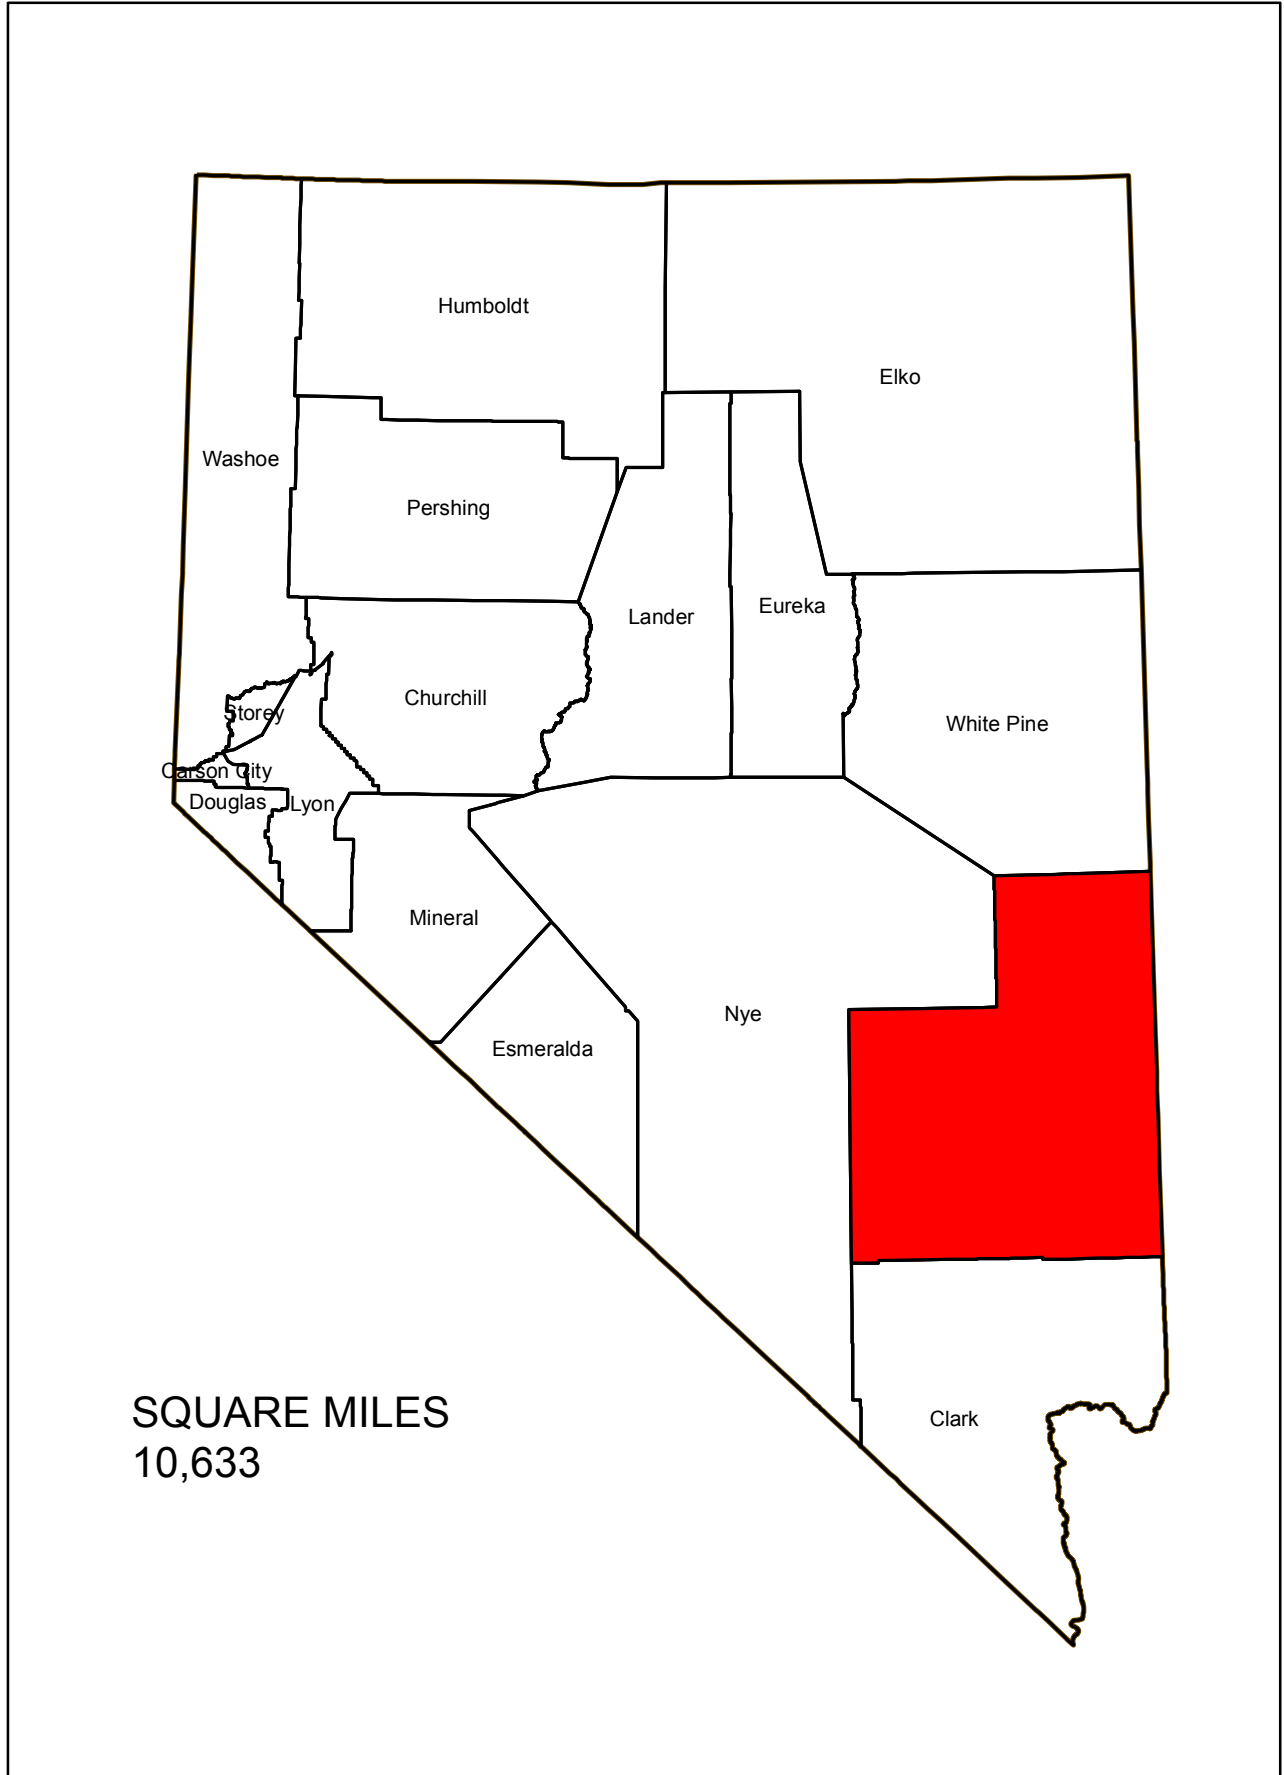 Humboldt
Elko
Washoe
Pershing
Eureka
Lander
Churchill
Storey
White Pine
Carson City
Douglas
Lyon
Mineral
Nye
Esmeralda
SQUARE MILES
10,633
Clark